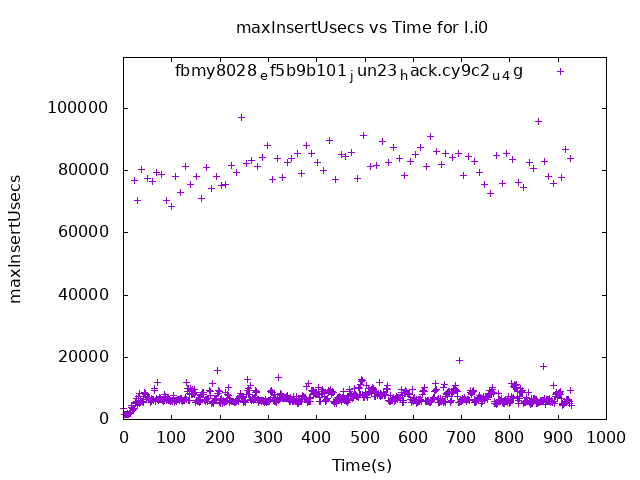 maxInsertUsecs vs Time for I.i0
fbmy8028ef5b9b101jun23hack.cy9c2u4g
maxInsertUsecs
100000
80000
60000
40000
20000
0
0 100 200 300 400 500 600 700 800 900 1000
Time(s)